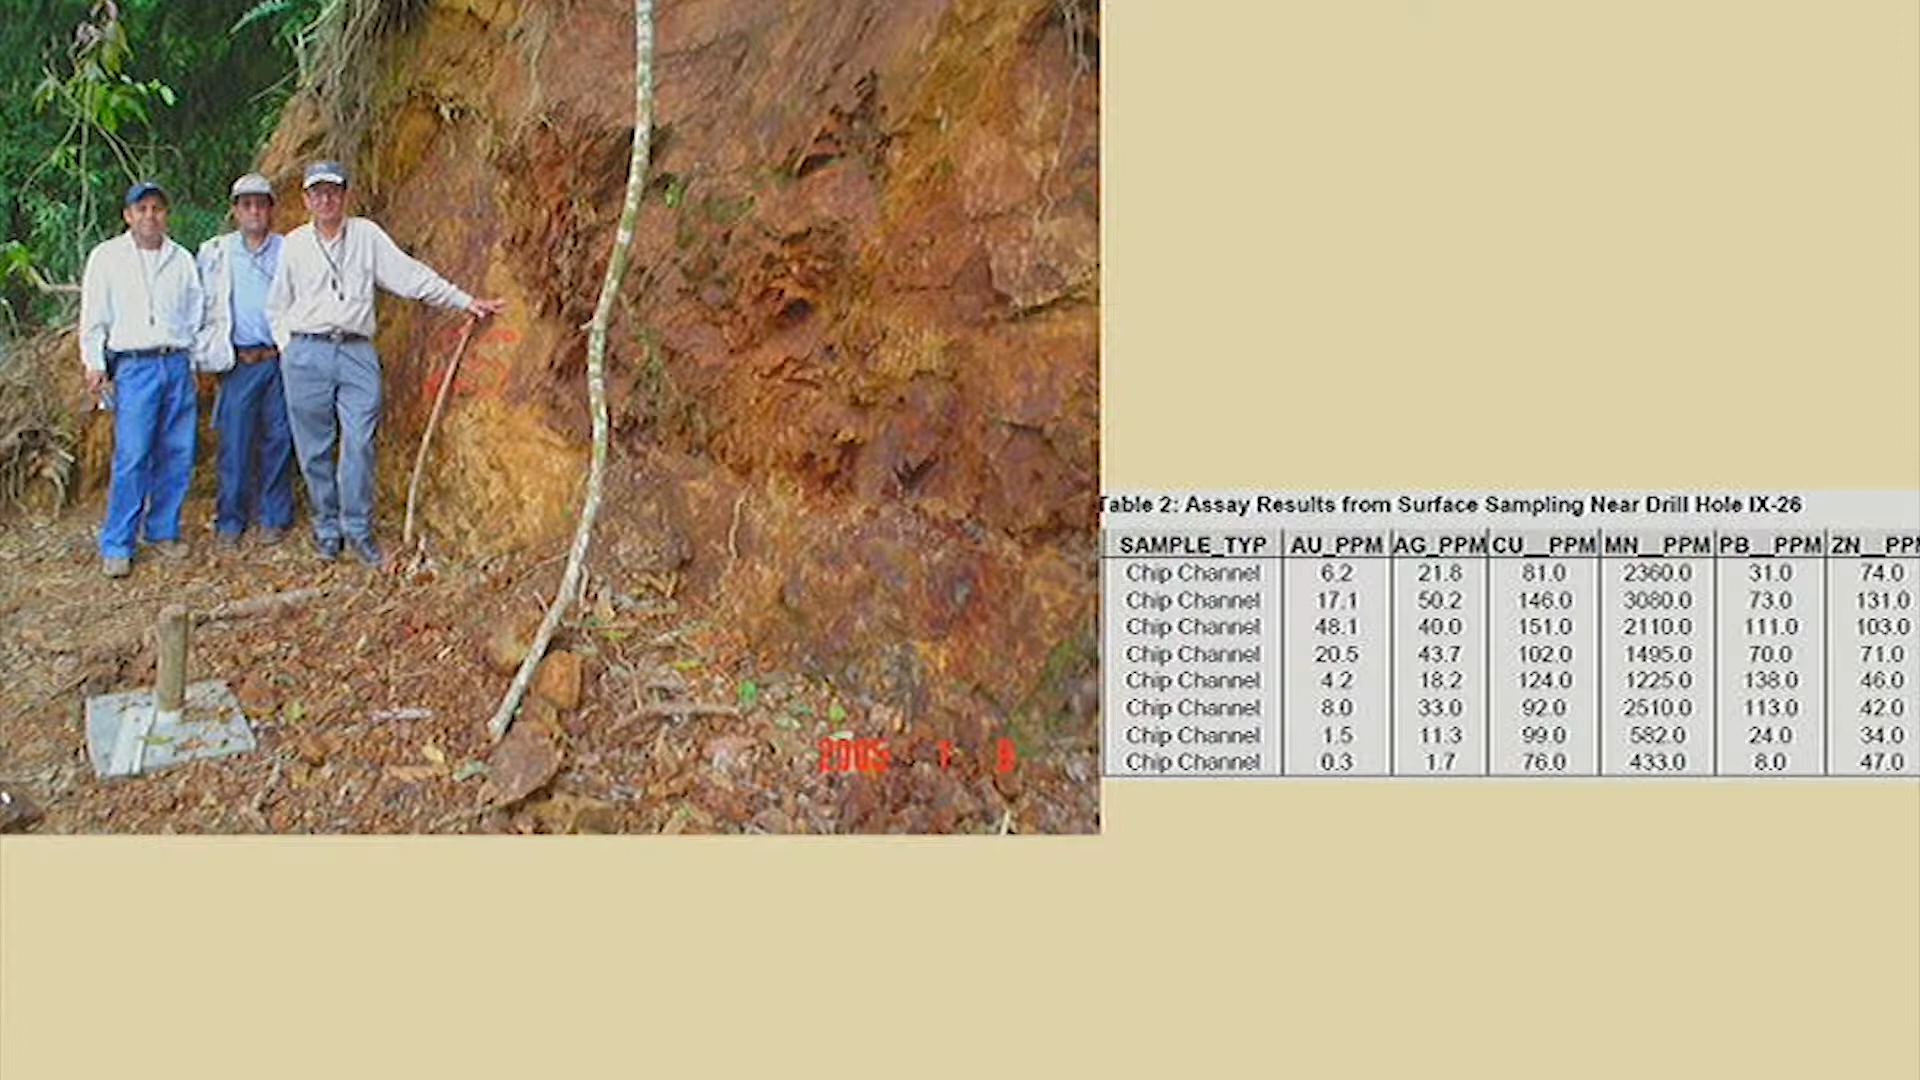 2005 1 9
Table 2: Assay Results from Surface Sampling Near Drill Hole IX-26
SAMPLE_TYP AU_PPM AG_PPM CU__PPM MN__PPM PB__PPM ZN__PPM
Chip Channel 6.2 21.8 81.0 2360.0 31.0 74.0
Chip Channel 17.1 50.2 146.0 3080.0 73.0 131.0
Chip Channel 48.1 40.0 151.0 2110.0 111.0 103.0
Chip Channel 20.5 43.7 102.0 1495.0 70.0 71.0
Chip Channel 4.2 18.2 124.0 1225.0 138.0 46.0
Chip Channel 8.0 33.0 92.0 2510.0 113.0 42.0
Chip Channel 1.5 11.3 99.0 582.0 24.0 34.0
Chip Channel 0.3 1.7 76.0 433.0 8.0 47.0